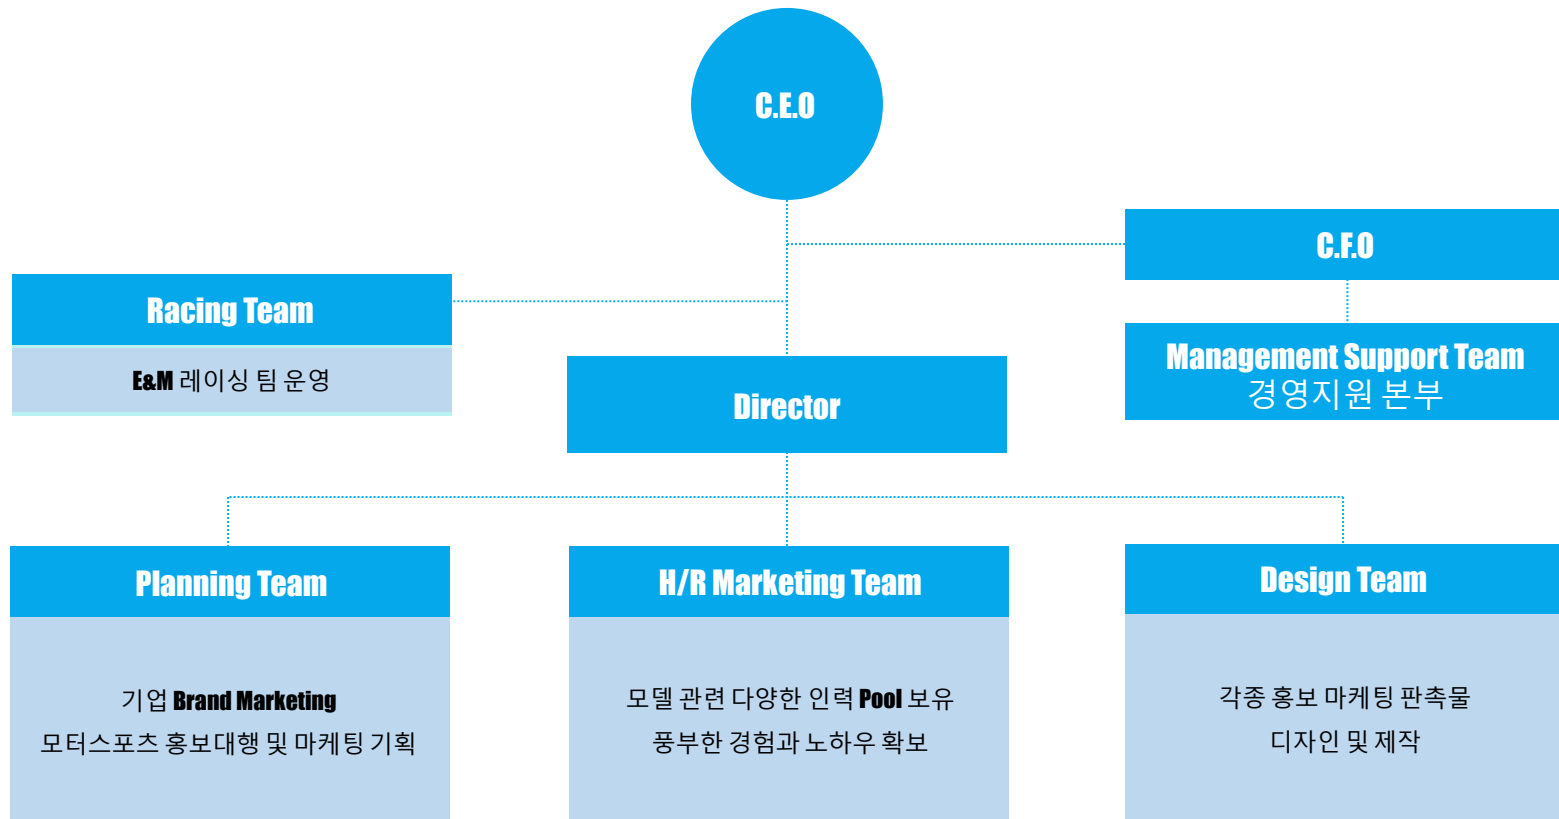 C.E.O
C.F.O
Racing Team
E&M 레이싱 팀 운영
Management Support Team
경영지원 본부
Director
Planning Team
기업 Brand Marketing
모터스포츠 홍보대행 및 마케팅 기획
H/R Marketing Team
모델 관련 다양한 인력 Pool 보유
풍부한 경험과 노하우 확보
Design Team
각종 홍보 마케팅 판촉물
디자인 및 제작